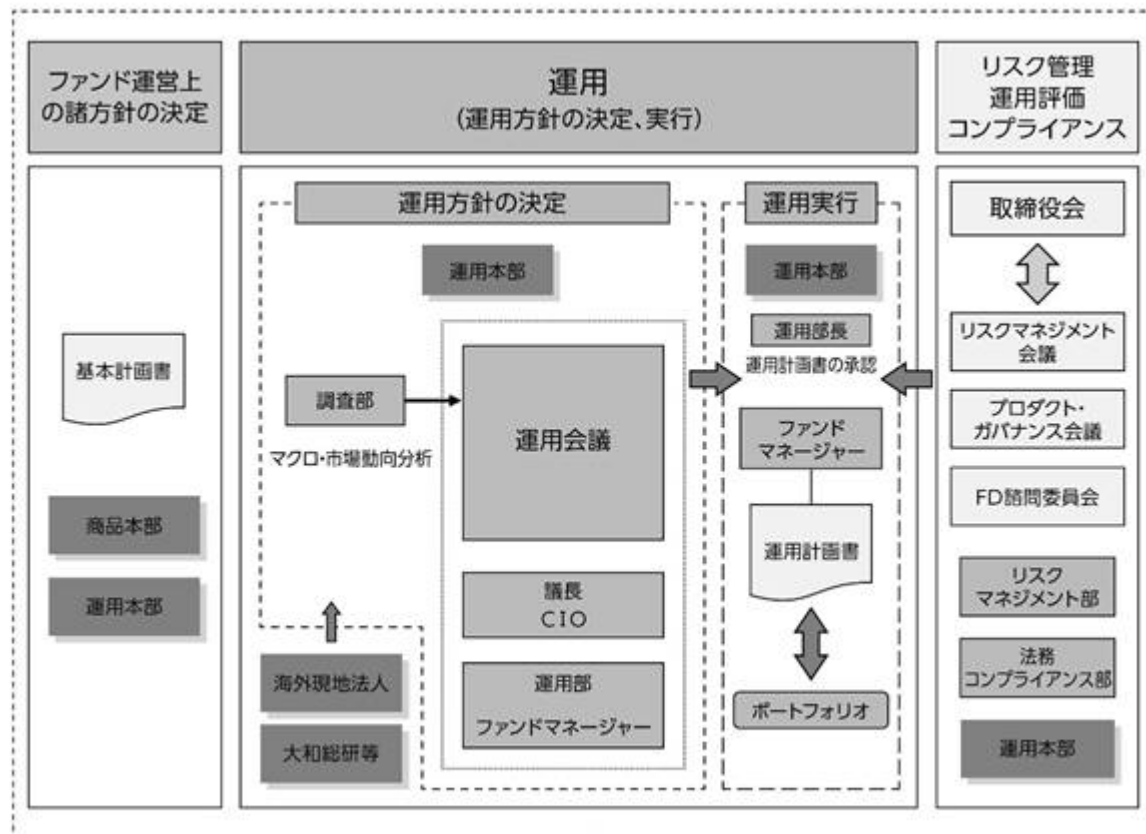 ファンド運営上
の諸方針の決定
運用
(運用方針の決定、実行)
リスク管理
運用評価
コンプライアンス
基本計画書
商品本部
運用本部
運用方針の決定
運用本部
調査部
マクロ・市場動向分析
運用会議
議長
CIO
運用部
ファンドマネージャー
海外現地法人
大和総研等
運用実行
運用本部
運用部長
運用計画書の承認
ファンド
マネージャー
運用計画書
ポートフォリオ
取締役会
リスクマネジメント
会議
プロダクト・
ガバナンス会議
FD諮問委員会
リスク
マネジメント部
法務
コンプライアンス部
運用本部